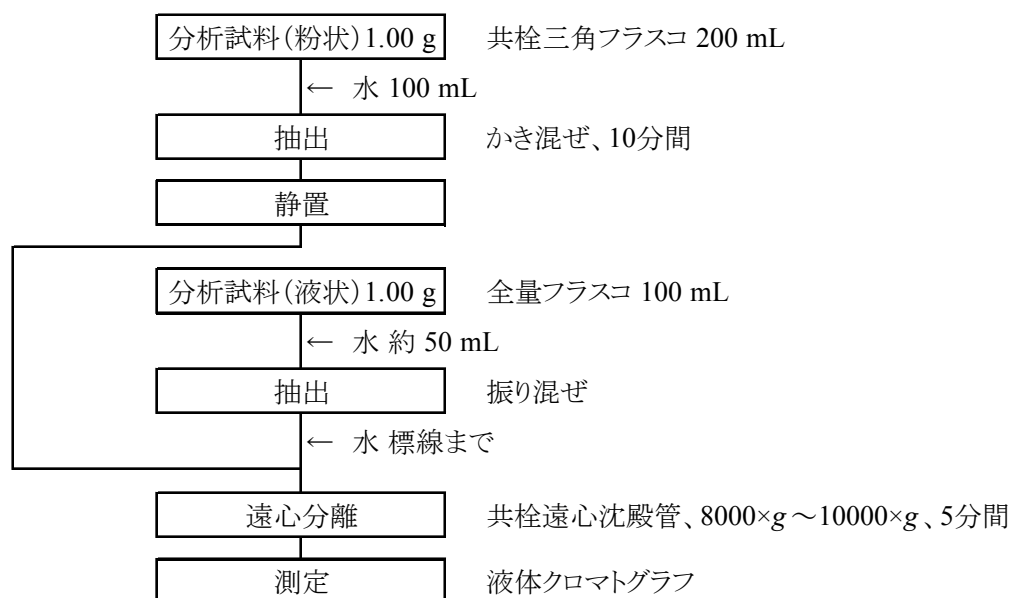 分析試料(粉状)1.00 g 共栓三角フラスコ 200 mL
← 水 100 mL
抽出 かき混ぜ、10分間
静置
分析試料(液状)1.00 g 全量フラスコ 100 mL
← 水 約 50 mL
抽出 振り混ぜ
← 水 標線まで
遠心分離 共栓遠心沈殿管、8000×g～10000×g、5分間
測定 液体クロマトグラフ